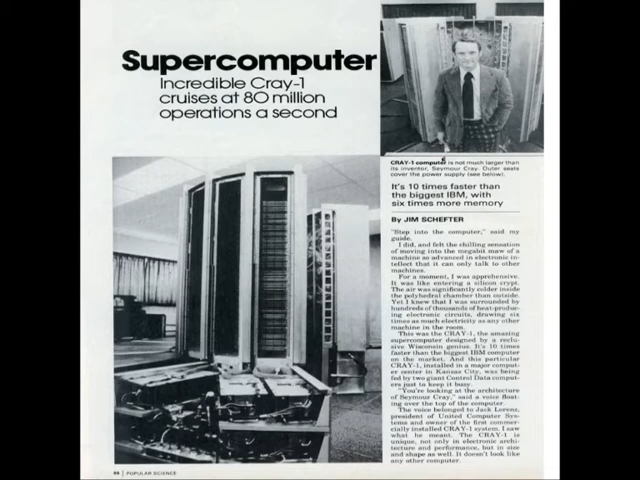 Supercomputer
Incredible Cray-1
cruises at 80 million
operations a second
CRAY-1 computer is not much larger than
its inventor, Seymour Cray. Outer seats
cover the power supply (see below).
It's 10 times faster than
the biggest IBM, with
six times more memory
By JIM SCHEFTER
"Step into the computer," said my
guide.
I did, and felt the chilling sensation
of moving into the megabit maw of a
machine so advanced in electronic in-
tellect that it can only talk to other
machines.
For a moment, I was apprehensive.
It was like entering a silicon crypt.
The air was significantly colder inside
the polyhedral chamber than outside.
Yet I knew that I was surrounded by
hundreds of thousands of heat-produc-
ing electronic circuits, drawing six
times as much electricity as any other
machine in the room.
This was the CRAY-1, the amazing
supercomputer designed by a reclu-
sive Wisconsin genius. It's 10 times
faster than the biggest IBM computer
on the market. And this particular
CRAY-1, installed in a major comput-
er center in Kansas City, was being
fed by two giant Control Data comput-
ers just to keep it busy.
"You're looking at the architecture
of Seymour Cray," said a voice float-
ing over the top of the computer.
The voice belonged to Jack Lorenz,
president of United Computer Sys-
tems and owner of the first commer-
cially installed CRAY-1 system. I saw
what he meant. The CRAY-1 is
unique, not only in electronic archi-
tecture and performance, but in size
and shape as well. It doesn't look like
any other computer
POPULAR SCIENCE